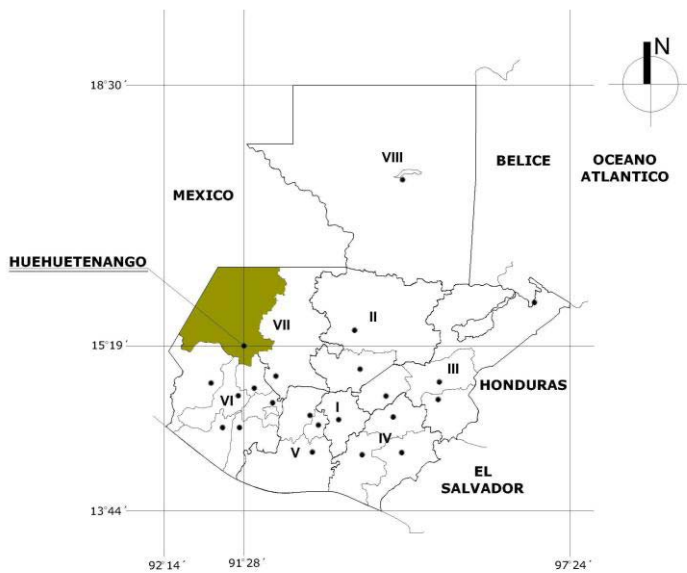 N
18°30´
VIII
BELICE
OCEANO
ATLANTICO
MEXICO
HUEHUETENANGO
VII
II
15°19´
III
HONDURAS
VI
I
IV
V
EL
SALVADOR
13°44´
92°14´
91°28´
97°24´